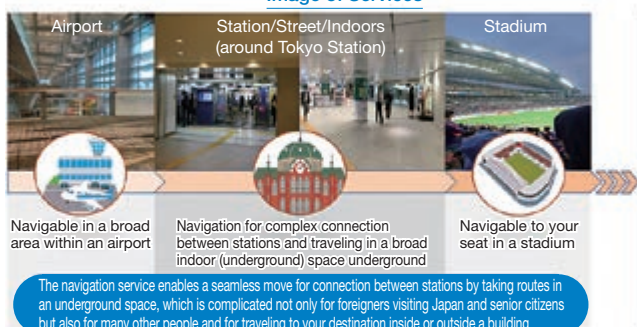 Image of Services
Airport
Station/Street/Indoors
(around Tokyo Station)
Stadium
Navigable in a broad
area within an airport
Navigation for complex connection
between stations and traveling in a broad
indoor (underground) space underground
Navigable to your
seat in a stadium
The navigation service enables a seamless move for connection between stations by taking routes in
an underground space, which is complicated not only for foreigners visiting Japan and senior citizens
but also for many other people and for traveling to your destination inside or outside a building.